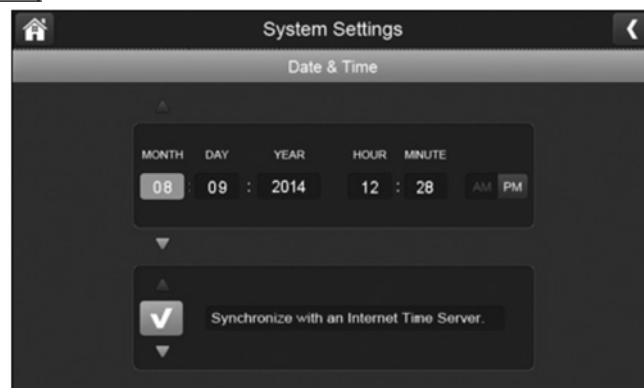 System Settings
Date & Time
MONTH DAY YEAR HOUR MINUTE
08 : 09 : 2014 12 : 28 AM PM
Synchronize with an Internet Time Server.